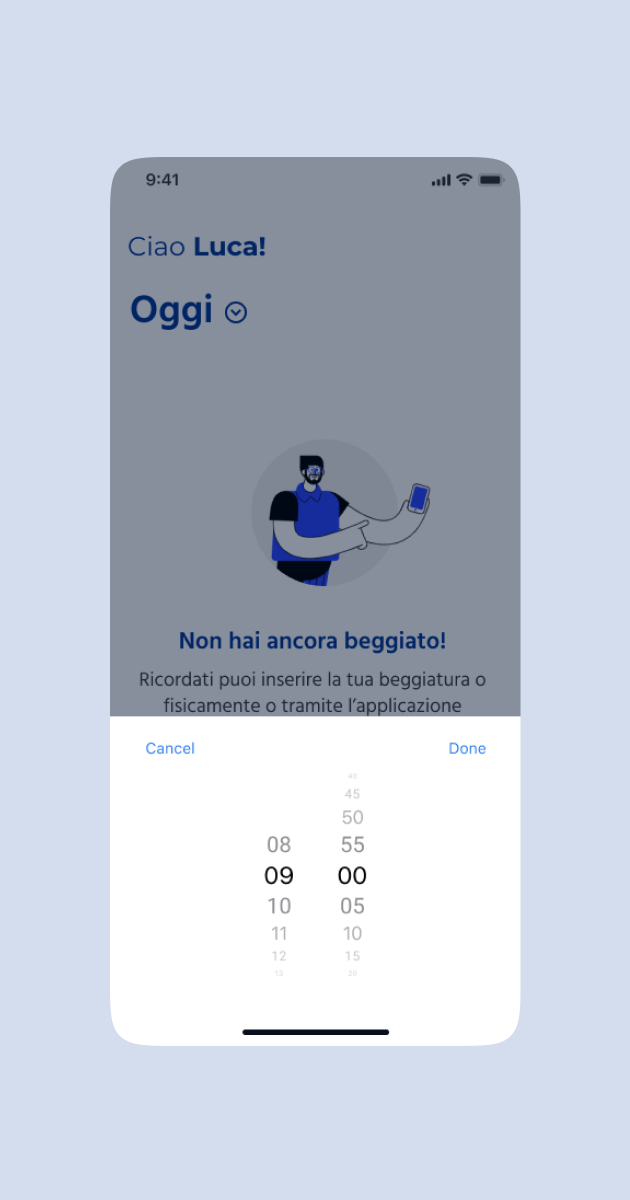 9:41
Ciao Luca!
Oggi
Non hai ancora beggiato!
Ricordati puoi inserire la tua beggiatura o
fisicamente o tramite l’applicazione
Cancel Done
40
45
50
08 55
09 00
10 05
11 10
12 15
13 20